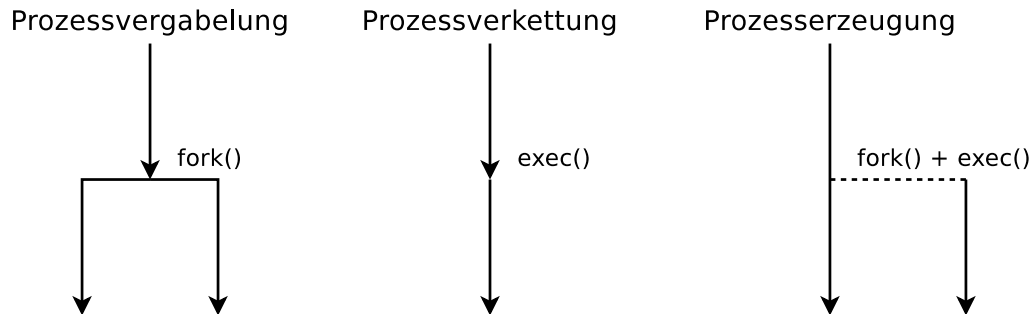 Prozessvergabelung
Prozessverkettung
Prozesserzeugung
fork()
exec()
fork() + exec()